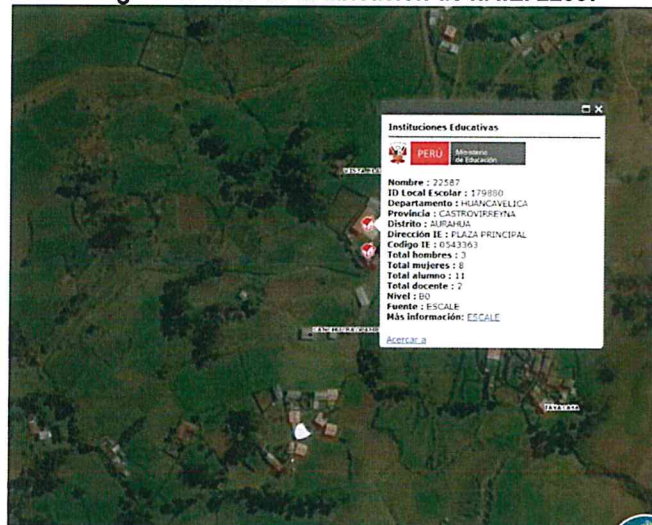 Instituciones Educativas
PERÚ Ministerio
de Educación
Nombre : 22587
ID Local Escolar : 179880
Departamento : HUANCAVELICA
Provincia : CASTROVIRREYNA
Distrito : AURAHUA
Dirección IE : PLAZA PRINCIPAL
Codigo IE : 0543363
Total hombres : 3
Total mujeres : 8
Total alumno : 11
Total docente : 2
Nivel : B0
Fuente : ESCALE
Más información: ESCALE
Acercar a